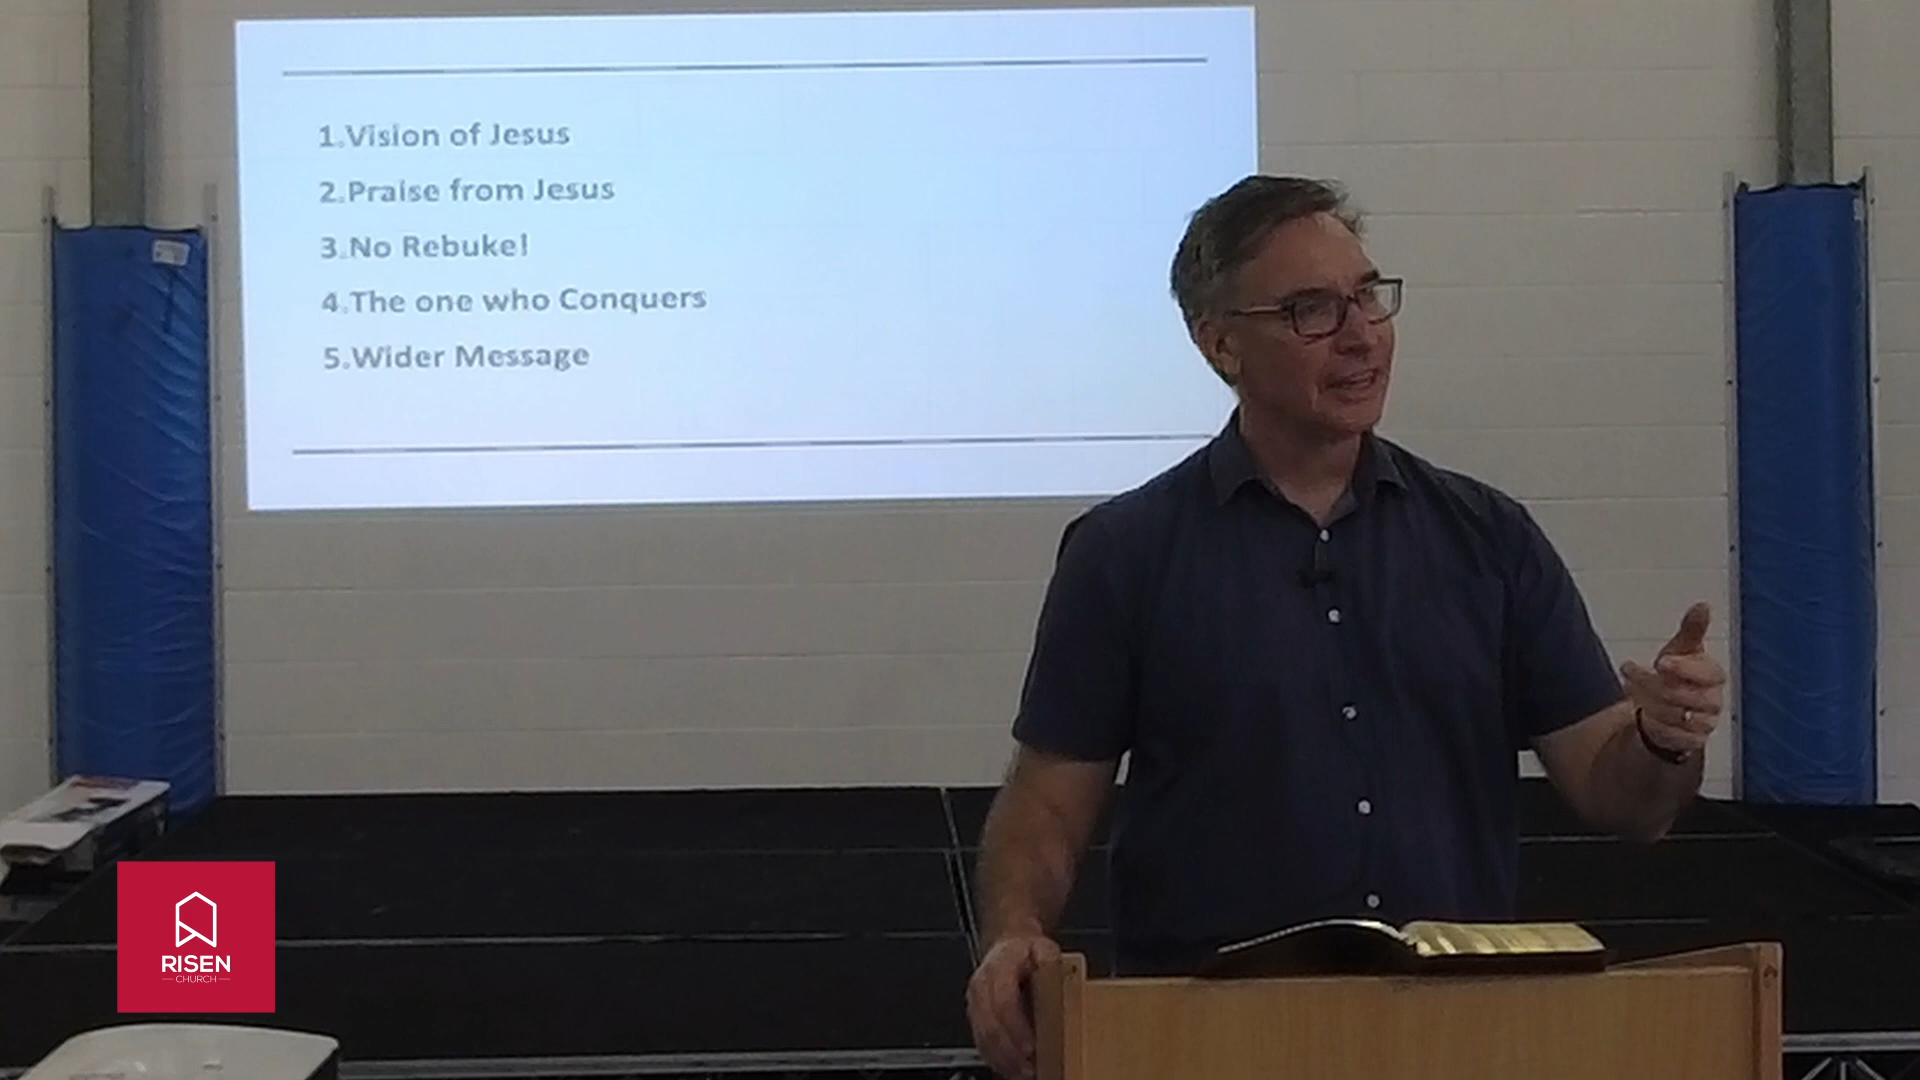 1.Vision of Jesus
2.Praise from Jesus
3.No Rebuke!
4.The one who Conquers
5.Wider Message
RISEN
CHURCH